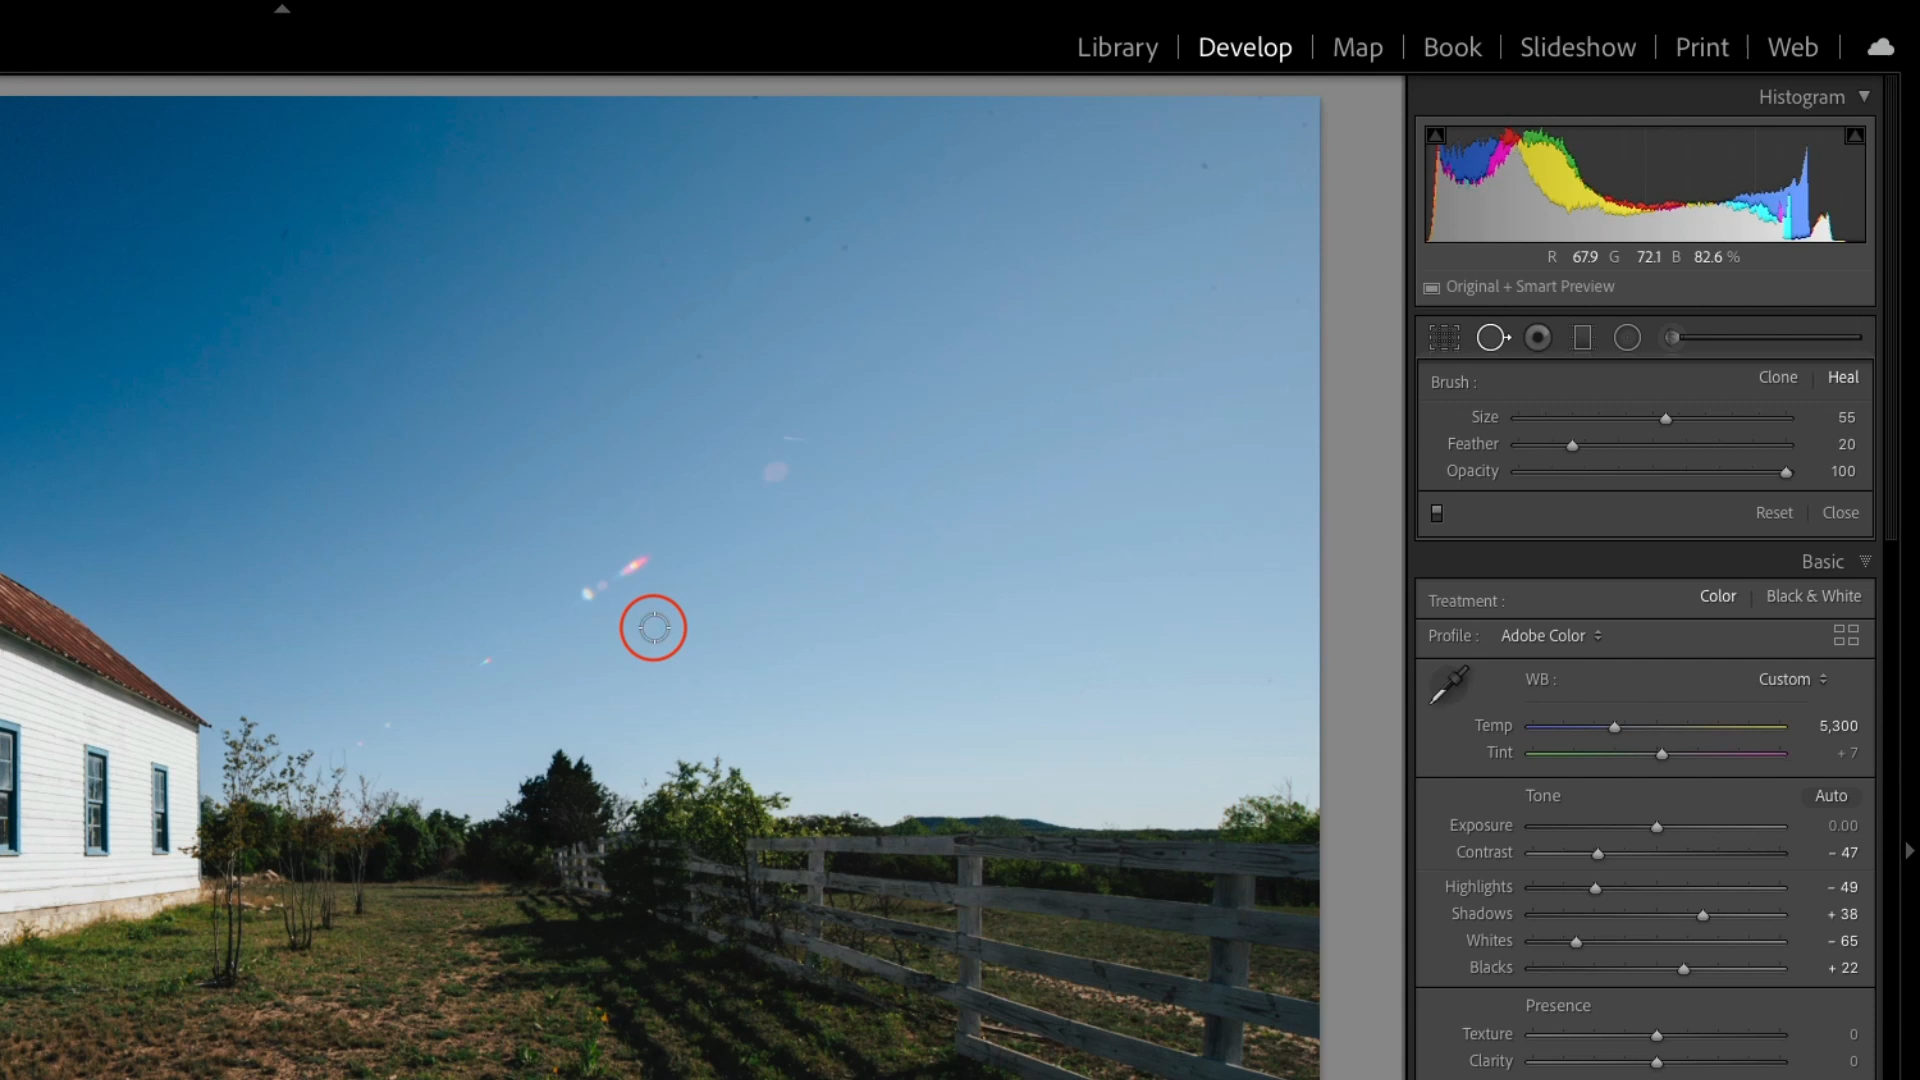 Library | Develop | Map | Book | Slideshow | Print | Web |
Histogram
R 67.9 G 72.1 B 82.6 %
Original + Smart Preview
Brush : Clone | Heal
Size 55
Feather 20
Opacity 100
Reset | Close
Basic
Treatment : Color | Black & White
Profile : Adobe Color
WB : Custom
Temp 5,300
Tint + 7
Tone Auto
Exposure 0.00
Contrast - 47
Highlights - 49
Shadows + 38
Whites - 65
Blacks + 22
Presence
Texture 0
Clarity 0